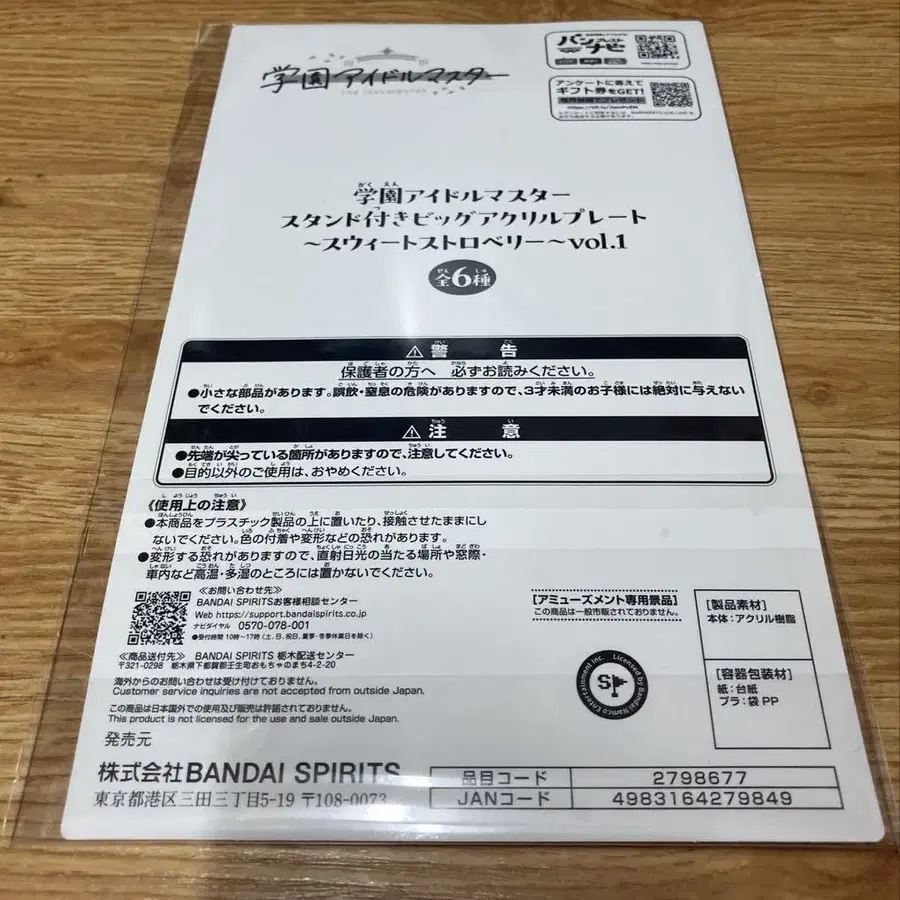 学園アイドルマスター
バンプレスト
ナビ
アンケートに答えて
ギフト券をGET!
学園アイドルマスター
スタンド付きビッグアクリルプレート
～スウィートストロベリー～vol.1
全6種
⚠警告
保護者の方へ 必ずお読みください。
●小さな部品があります。誤飲・窒息の危険がありますので、3才未満のお子様には絶対に与えない
でください。
⚠注意
●先端が尖っている箇所がありますので、注意してください。
●目的以外のご使用は、おやめください。
《使用上の注意》
●本商品をプラスチック製品の上に置いたり、接触させたままにし
ないでください。色の付着や変形などの恐れがあります。
●変形する恐れがありますので、直射日光の当たる場所や窓際・
車内など高温・多湿のところには置かないでください。
≪お問い合わせ先≫
BANDAI SPIRITSお客様相談センター
Web https://support.bandaispirits.co.jp
ナビダイヤル 0570-078-001
●受付時間 10時～17時(土、日、祝日、夏季・冬季休業日を除く)
≪商品送付先≫ BANDAI SPIRITS 栃木配送センター
〒321-0298 栃木県下都賀郡壬生町おもちゃのまち4-2-20
海外からのお問い合わせは受け付けておりません。
Customer service inquiries are not accepted from outside Japan.
この商品は日本国外での使用及び販売は許諾されておりません。
This product is not licensed for the use and sale outside Japan.
発売元
株式会社BANDAI SPIRITS
東京都港区三田三丁目5-19 〒108-0073
【アミューズメント専用景品】
この商品は一般市販されておりません。
Licensed by Bandai Namco Entertainment Inc.
SP
[製品素材]
本体:アクリル樹脂
[容器包装材]
紙:台紙
プラ:袋 PP
品目コード 2798677
JANコード 4983164279849